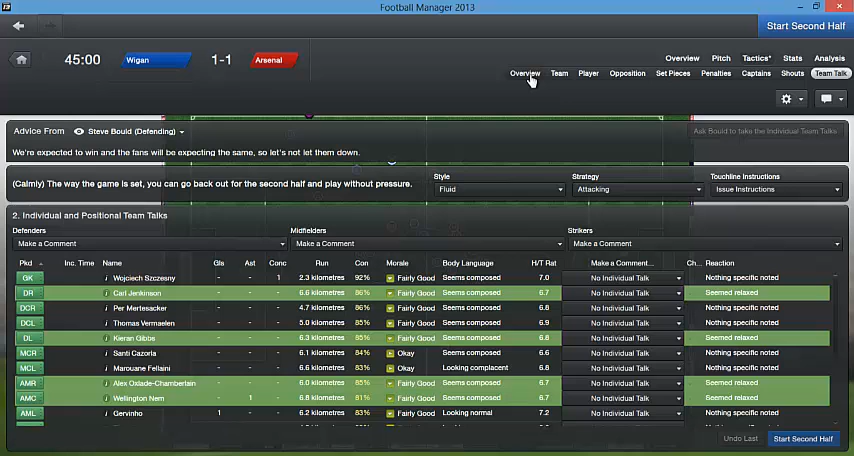 13 Football Manager 2013
Start Second Half
45:00 Wigan 1-1 Arsenal
Overview Pitch Tactics* Stats Analysis
Overview Team Player Opposition Set Pieces Penalties Captains Shouts Team Talk
Advice From Steve Bould (Defending) Ask Bould to take the Individual Team Talks
We're expected to win and the fans will be expecting the same, so let's not let them down.
(Calmly) The way the game is set, you can go back out for the second half and play without pressure.
Style Strategy Touchline Instructions
Fluid Attacking Issue Instructions
2. Individual and Positional Team Talks
Defenders Midfielders Strikers
Make a Comment Make a Comment Make a Comment
Pkd Inc. Time Name Gls Ast Conc Run Con Morale Body Language H/T Rat Make a Comment... Ch... Reaction
GK i Wojciech Szczesny - - 1 2.3 kilometres 92% Fairly Good Seems composed 7.0 No Individual Talk Nothing specific noted
DR i Carl Jenkinson - - - 6.6 kilometres 86% Fairly Good Seems composed 6.7 No Individual Talk Seemed relaxed
DCR i Per Mertesacker - - - 4.7 kilometres 86% Fairly Good Seems composed 6.8 No Individual Talk Nothing specific noted
DCL i Thomas Vermaelen - - - 5.0 kilometres 85% Fairly Good Seems composed 6.9 No Individual Talk Nothing specific noted
DL i Kieran Gibbs - - - 6.3 kilometres 85% Fairly Good Seems composed 6.8 No Individual Talk Seemed relaxed
MCR i Santi Cazorla - - - 6.1 kilometres 84% Okay Seems composed 6.6 No Individual Talk Nothing specific noted
MCL i Marouane Fellaini - - - 6.6 kilometres 83% Okay Looking complacent 6.8 No Individual Talk Nothing specific noted
AMR i Alex Oxlade-Chamberlain - - - 6.0 kilometres 85% Fairly Good Seems composed 6.7 No Individual Talk Seemed relaxed
AMC i Wellington Nem - 1 - 6.8 kilometres 81% Fairly Good Seems composed 6.7 No Individual Talk Seemed relaxed
AML i Gervinho 1 - - 6.2 kilometres 83% Fairly Good Looking normal 7.2 No Individual Talk Nothing specific noted
Undo Last Start Second Half